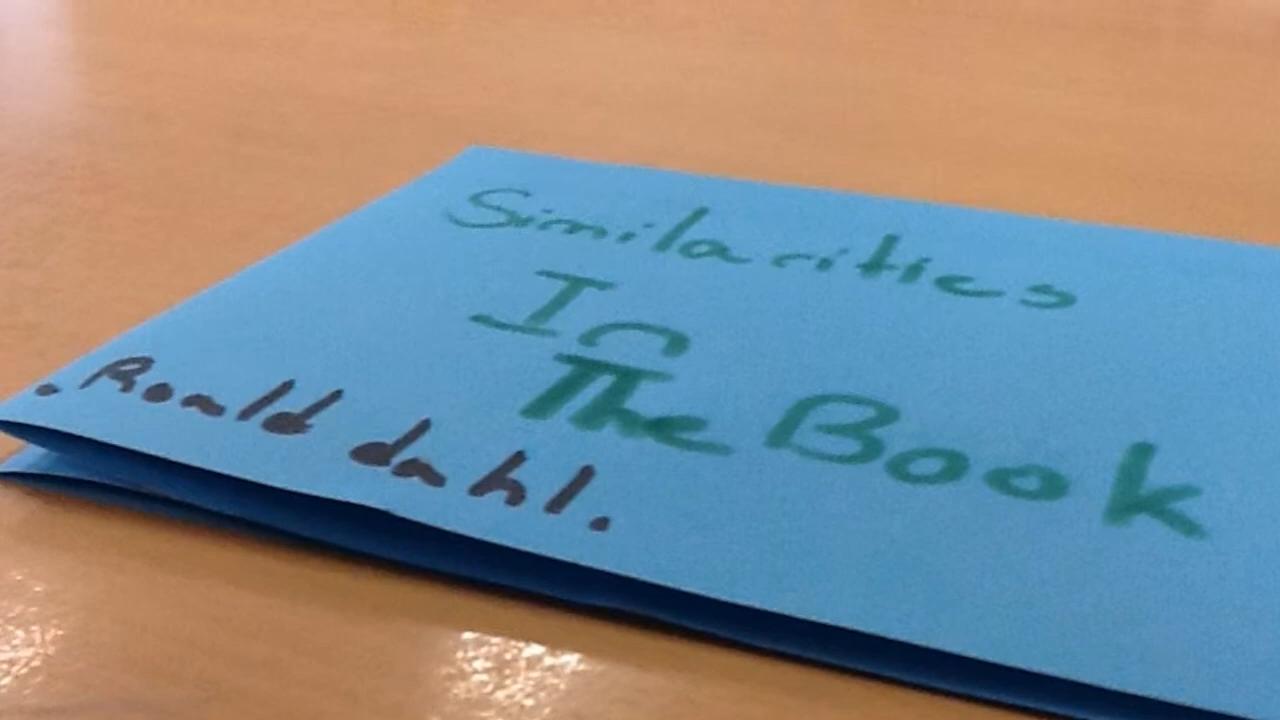 Similarities
In
The Book
. Roald dahl.